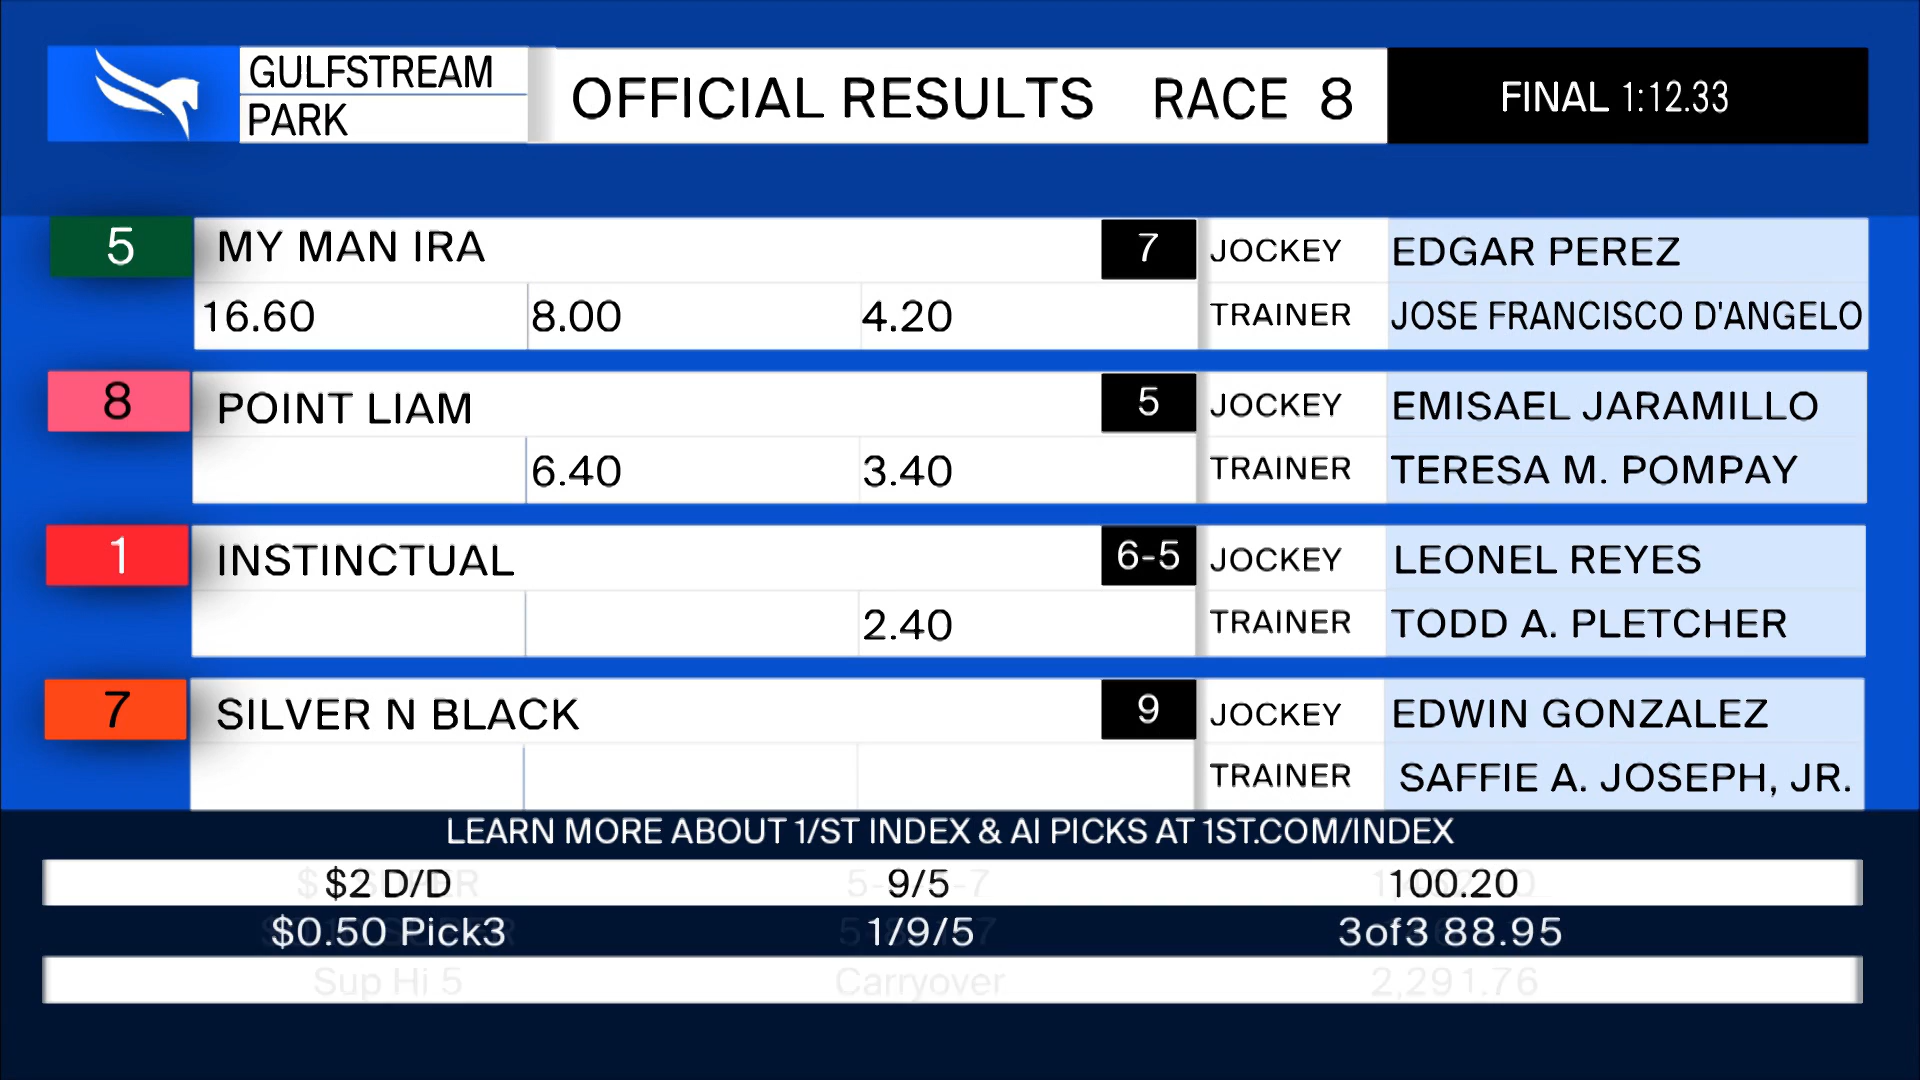 GULFSTREAM
PARK
OFFICIAL RESULTS RACE 8
FINAL 1:12.33
5 MY MAN IRA 7 JOCKEY EDGAR PEREZ
16.60 8.00 4.20 TRAINER JOSE FRANCISCO D'ANGELO
8 POINT LIAM 5 JOCKEY EMISAEL JARAMILLO
6.40 3.40 TRAINER TERESA M. POMPAY
1 INSTINCTUAL 6-5 JOCKEY LEONEL REYES
2.40 TRAINER TODD A. PLETCHER
7 SILVER N BLACK 9 JOCKEY EDWIN GONZALEZ
TRAINER SAFFIE A. JOSEPH, JR.
LEARN MORE ABOUT 1/ST INDEX & AI PICKS AT 1ST.COM/INDEX
$2 D/D 9/5 100.20
$0.50 Pick3 1/9/5 3of3 88.95
Sup Hi 5 Carryover 2,291.76